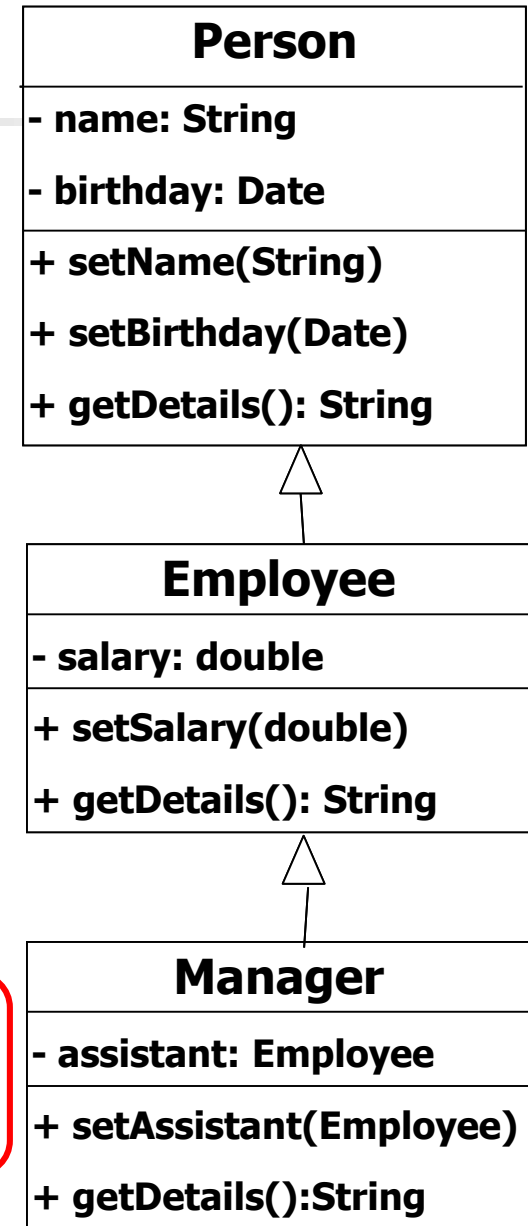 Person
- name: String
- birthday: Date
+ setName(String)
+ setBirthday(Date)
+ getDetails(): String
Employee
- salary: double
+ setSalary(double)
+ getDetails(): String
Manager
- assistant: Employee
+ setAssistant(Employee)
+ getDetails():String